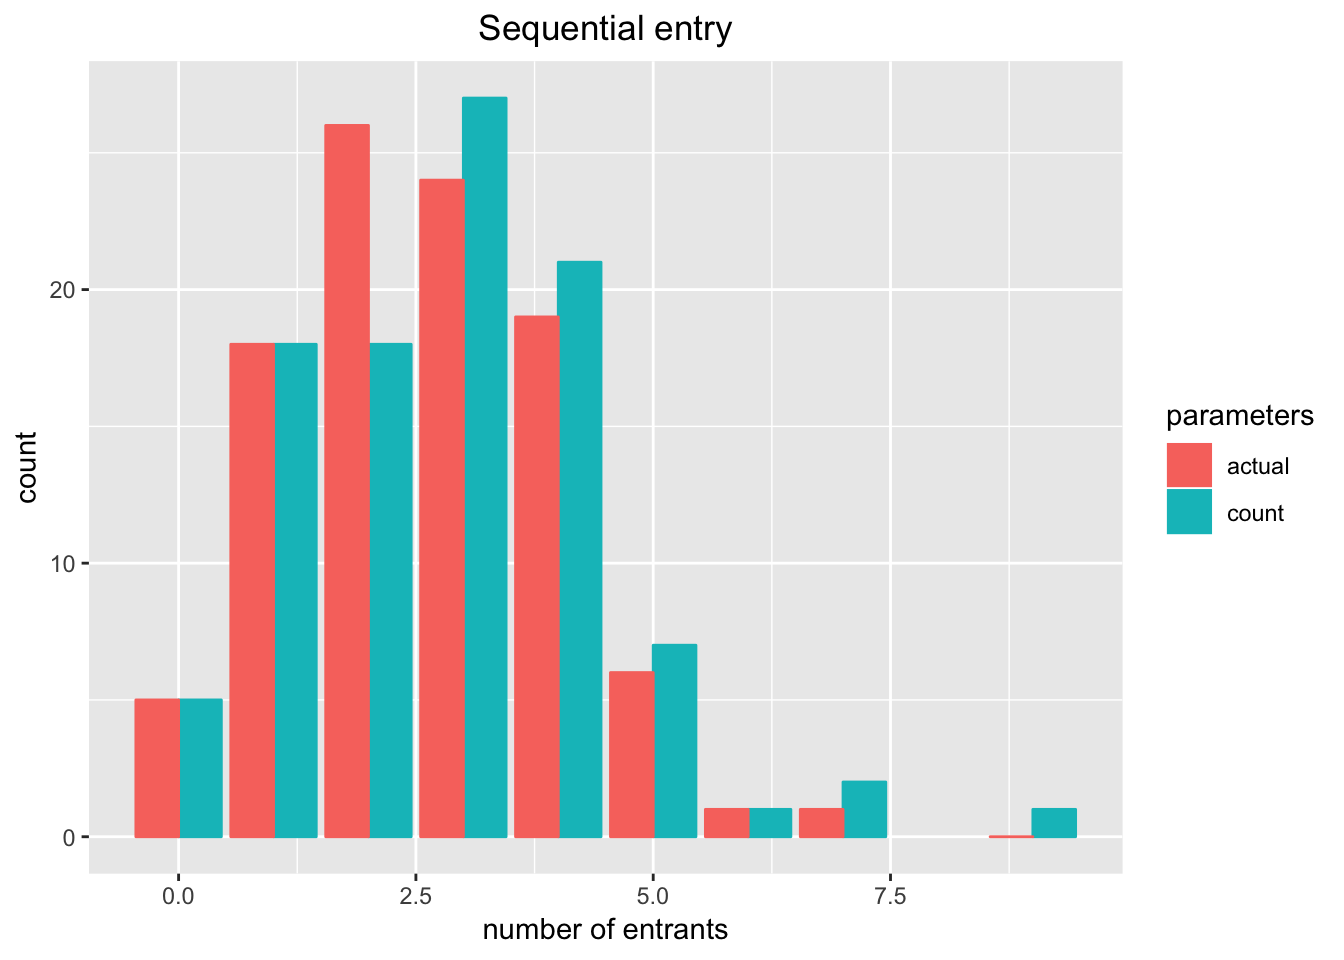 Sequential entry
count
20
10
0
0.0
2.5
5.0
7.5
number of entrants
parameters
actual
count